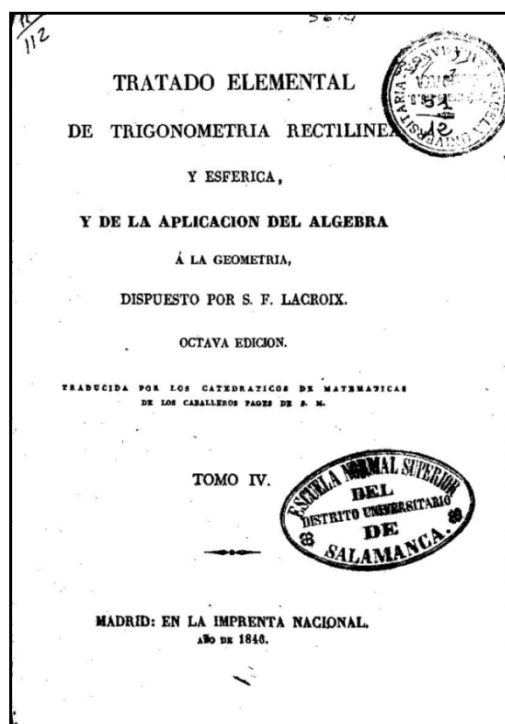 112
TRATADO ELEMENTAL
DE TRIGONOMETRIA RECTILINEA
Y ESFERICA,
Y DE LA APLICACION DEL ALGEBRA
Á LA GEOMETRIA,
DISPUESTO POR S. F. LACROIX.
OCTAVA EDICION.
TRADUCIDA POR LOS CATEDRATICOS DE MATEMATICAS
DE LOS CABALLEROS PAGES DE S. M.
TOMO IV.
ESCUELA NORMAL SUPERIOR
DEL
DISTRITO UNIVERSITARIO
DE
SALAMANCA.
MADRID: EN LA IMPRENTA NACIONAL.
AÑO DE 1846.